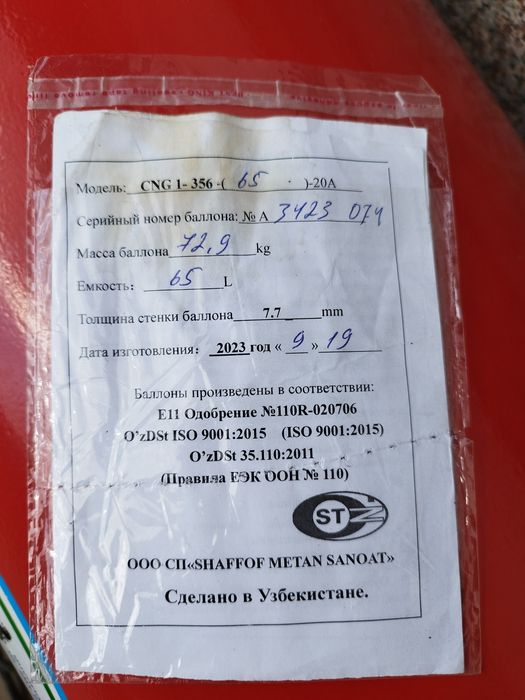 Модель: CNG 1- 356 -( 65 · )-20A
Серийный номер баллона: № А 3423 074
Масса баллона 72,9 kg
Емкость: 65 L
Толщина стенки баллона 7.7 mm
Дата изготовления: 2023 год « 9 » 19
Баллоны произведены в соответствии:
Е11 Одобрение №110R-020706
O’zDSt ISO 9001:2015 (ISO 9001:2015)
O’zDSt 35.110:2011
(Правила ЕЭК ООН № 110)
ST
ООО СП«SHAFFOF METAN SANOAT»
Сделано в Узбекистане.